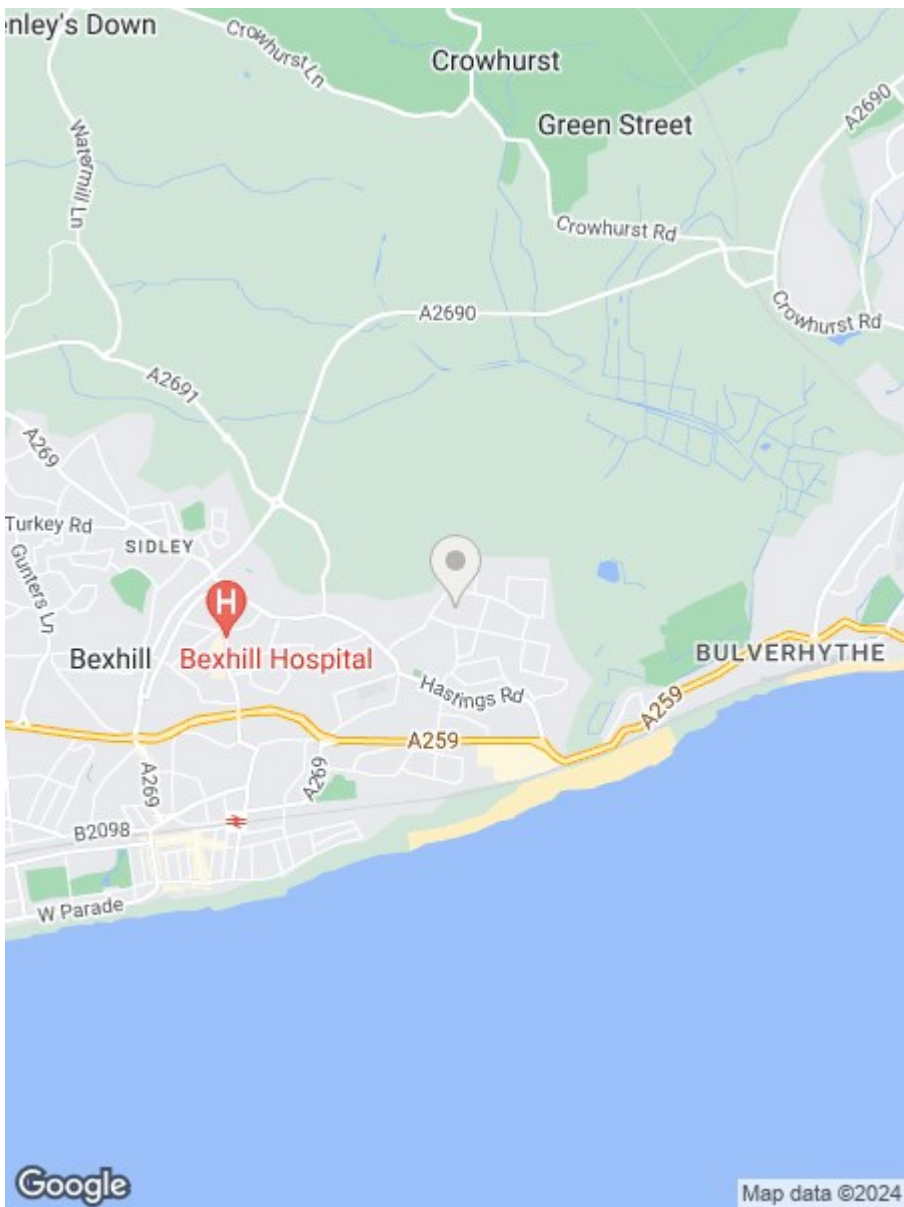 enley's Down
Crowhurst Ln
Crowhurst
Green Street
A2690
Watermill Ln
Crowhurst Rd
A2690
Crowhurst Rd
A2691
A269
Turkey Rd
SIDLEY
Gunters Ln
H
Bexhill
Bexhill Hospital
BULVERHYTHE
Hastings Rd
A259
A259
A269
A269
B2098
W Parade
Google
Map data ©2024